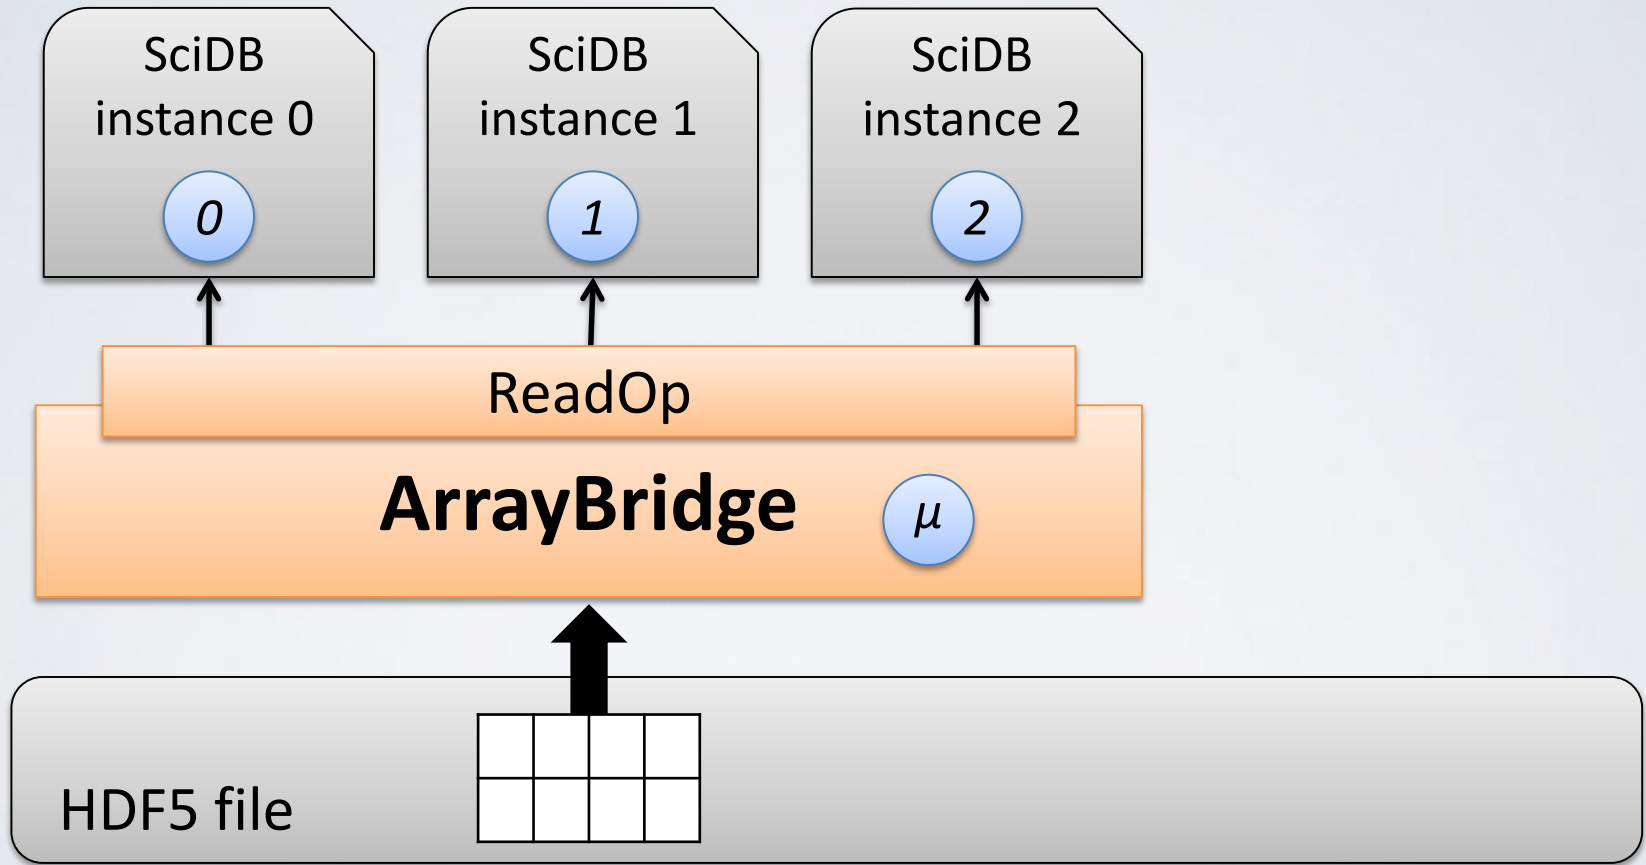 SciDB
instance 0
0
SciDB
instance 1
1
SciDB
instance 2
2
ReadOp
ArrayBridge
μ
HDF5 file